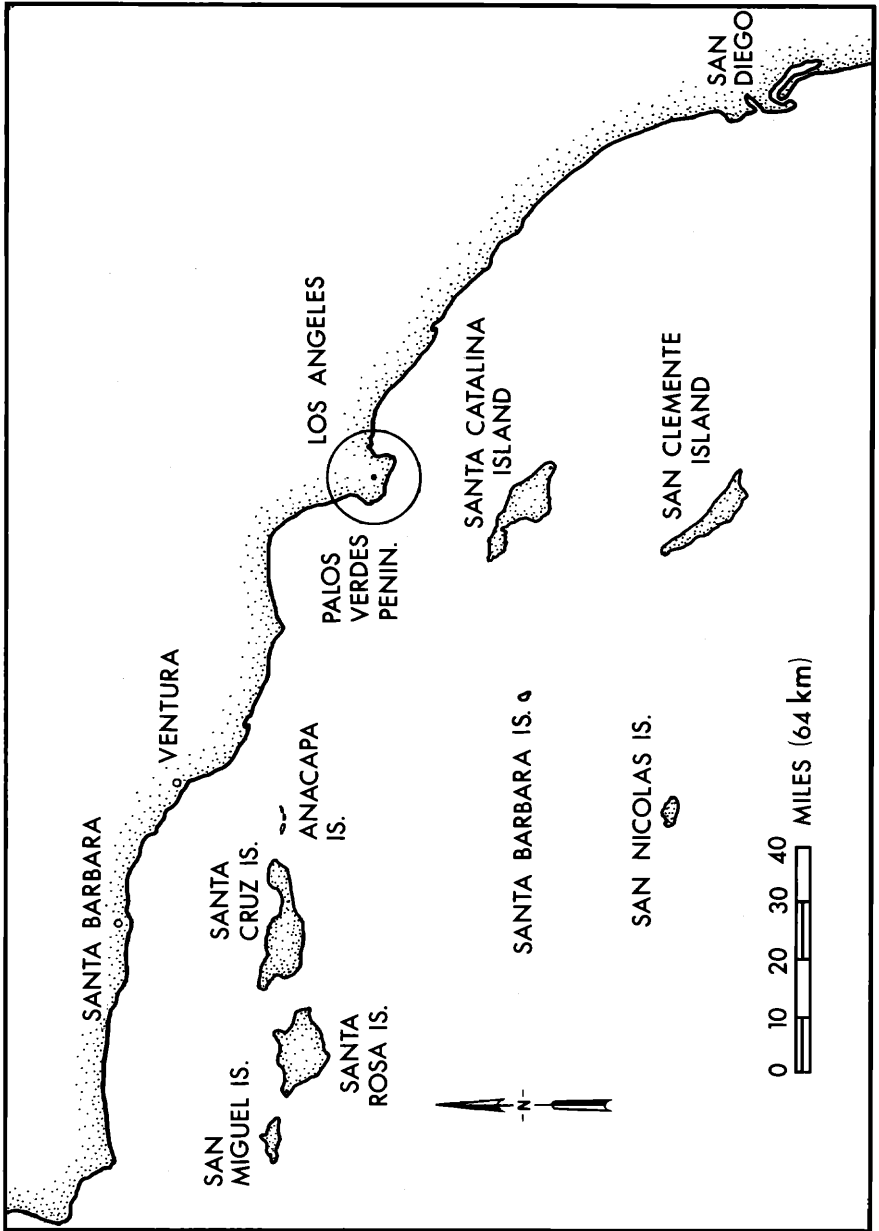 SANTA BARBARA
VENTURA
LOS ANGELES
SAN
DIEGO
SAN
MIGUEL IS.
SANTA
ROSA IS.
SANTA
CRUZ IS.
ANACAPA
IS.
PALOS
VERDES
PENIN.
SANTA CATALINA
ISLAND
SANTA BARBARA IS.
SAN NICOLAS IS.
SAN CLEMENTE
ISLAND
-N-
0 10 20 30 40
MILES (64 km)